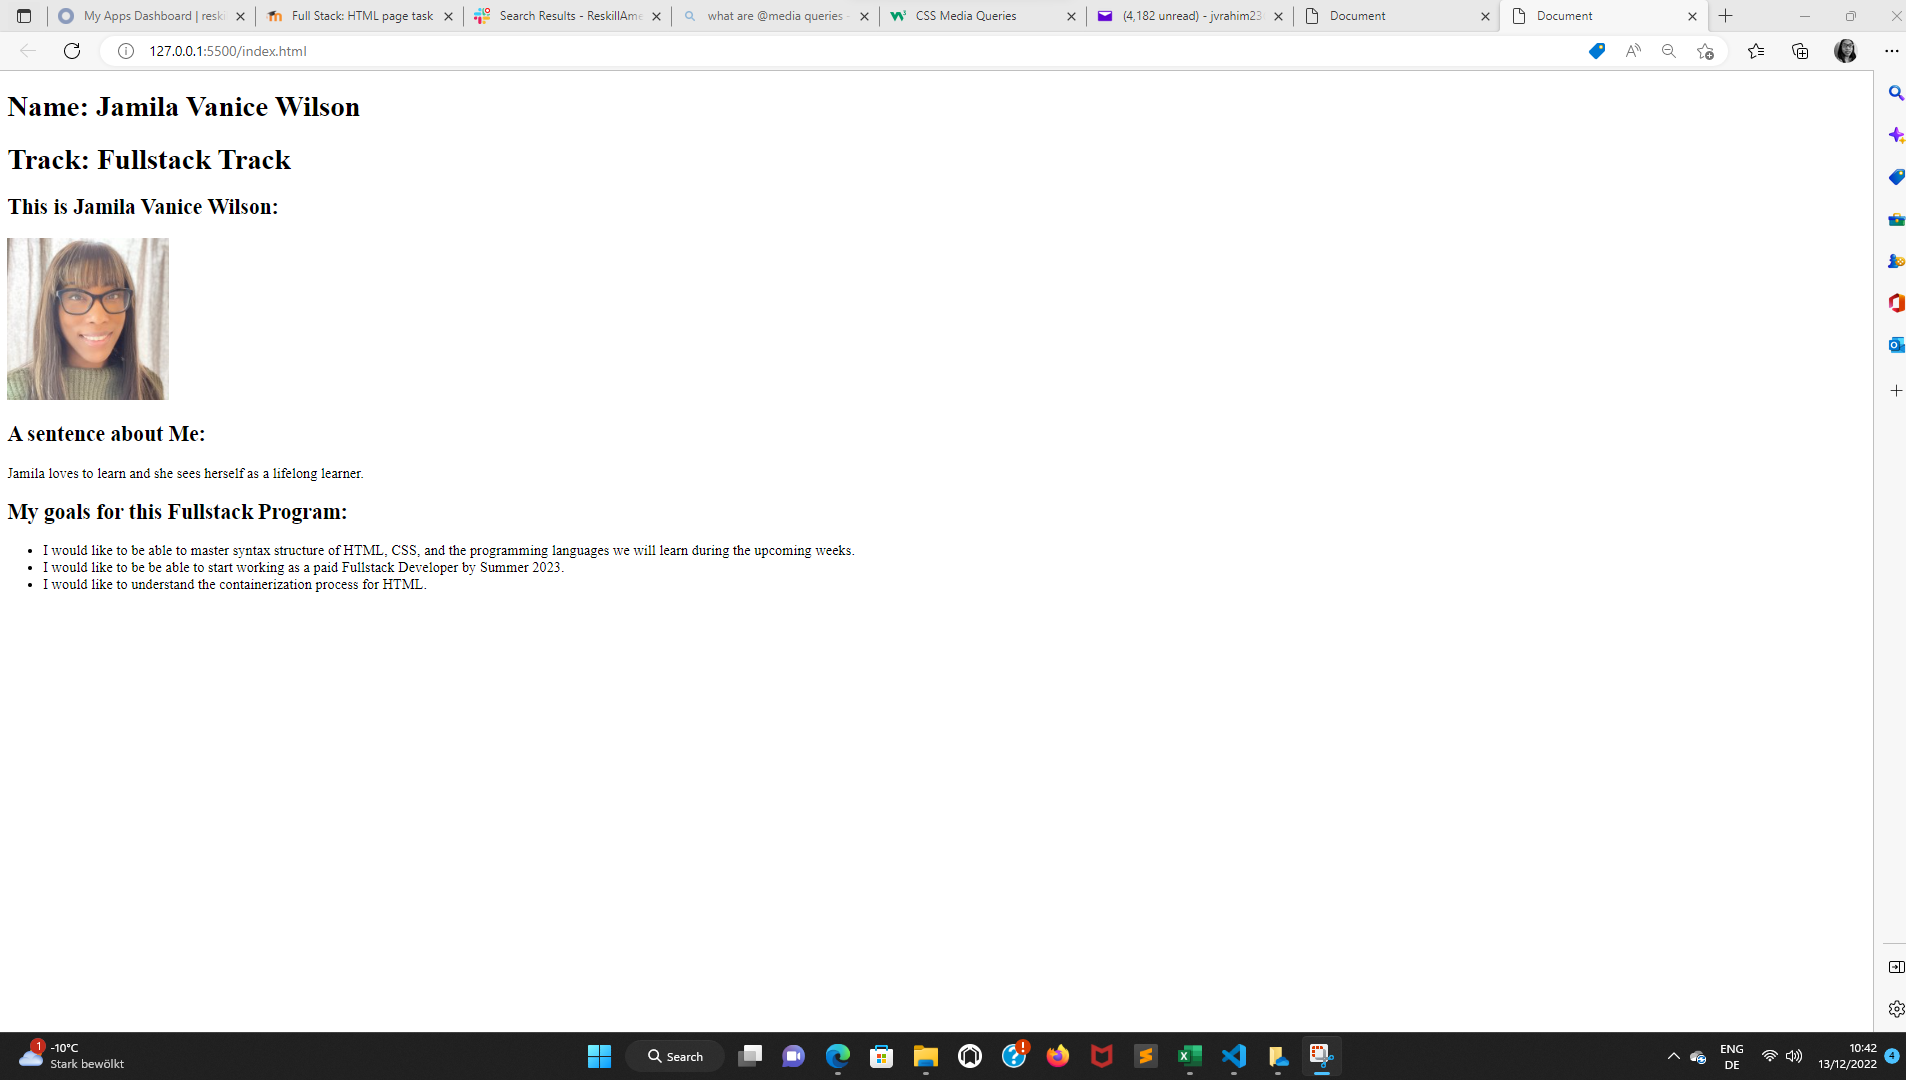 My Apps Dashboard | reski
Full Stack: HTML page task
Search Results - ReskillAme
what are @media queries -
CSS Media Queries
(4,182 unread) - jvrahim23
Document
Document
127.0.0.1:5500/index.html
Name: Jamila Vanice Wilson
Track: Fullstack Track
This is Jamila Vanice Wilson:
A sentence about Me:
Jamila loves to learn and she sees herself as a lifelong learner.
My goals for this Fullstack Program:
• I would like to be able to master syntax structure of HTML, CSS, and the programming languages we will learn during the upcoming weeks.
• I would like to be be able to start working as a paid Fullstack Developer by Summer 2023.
• I would like to understand the containerization process for HTML.
1
-10°C
Stark bewölkt
Search
ENG
DE
10:42
13/12/2022
4